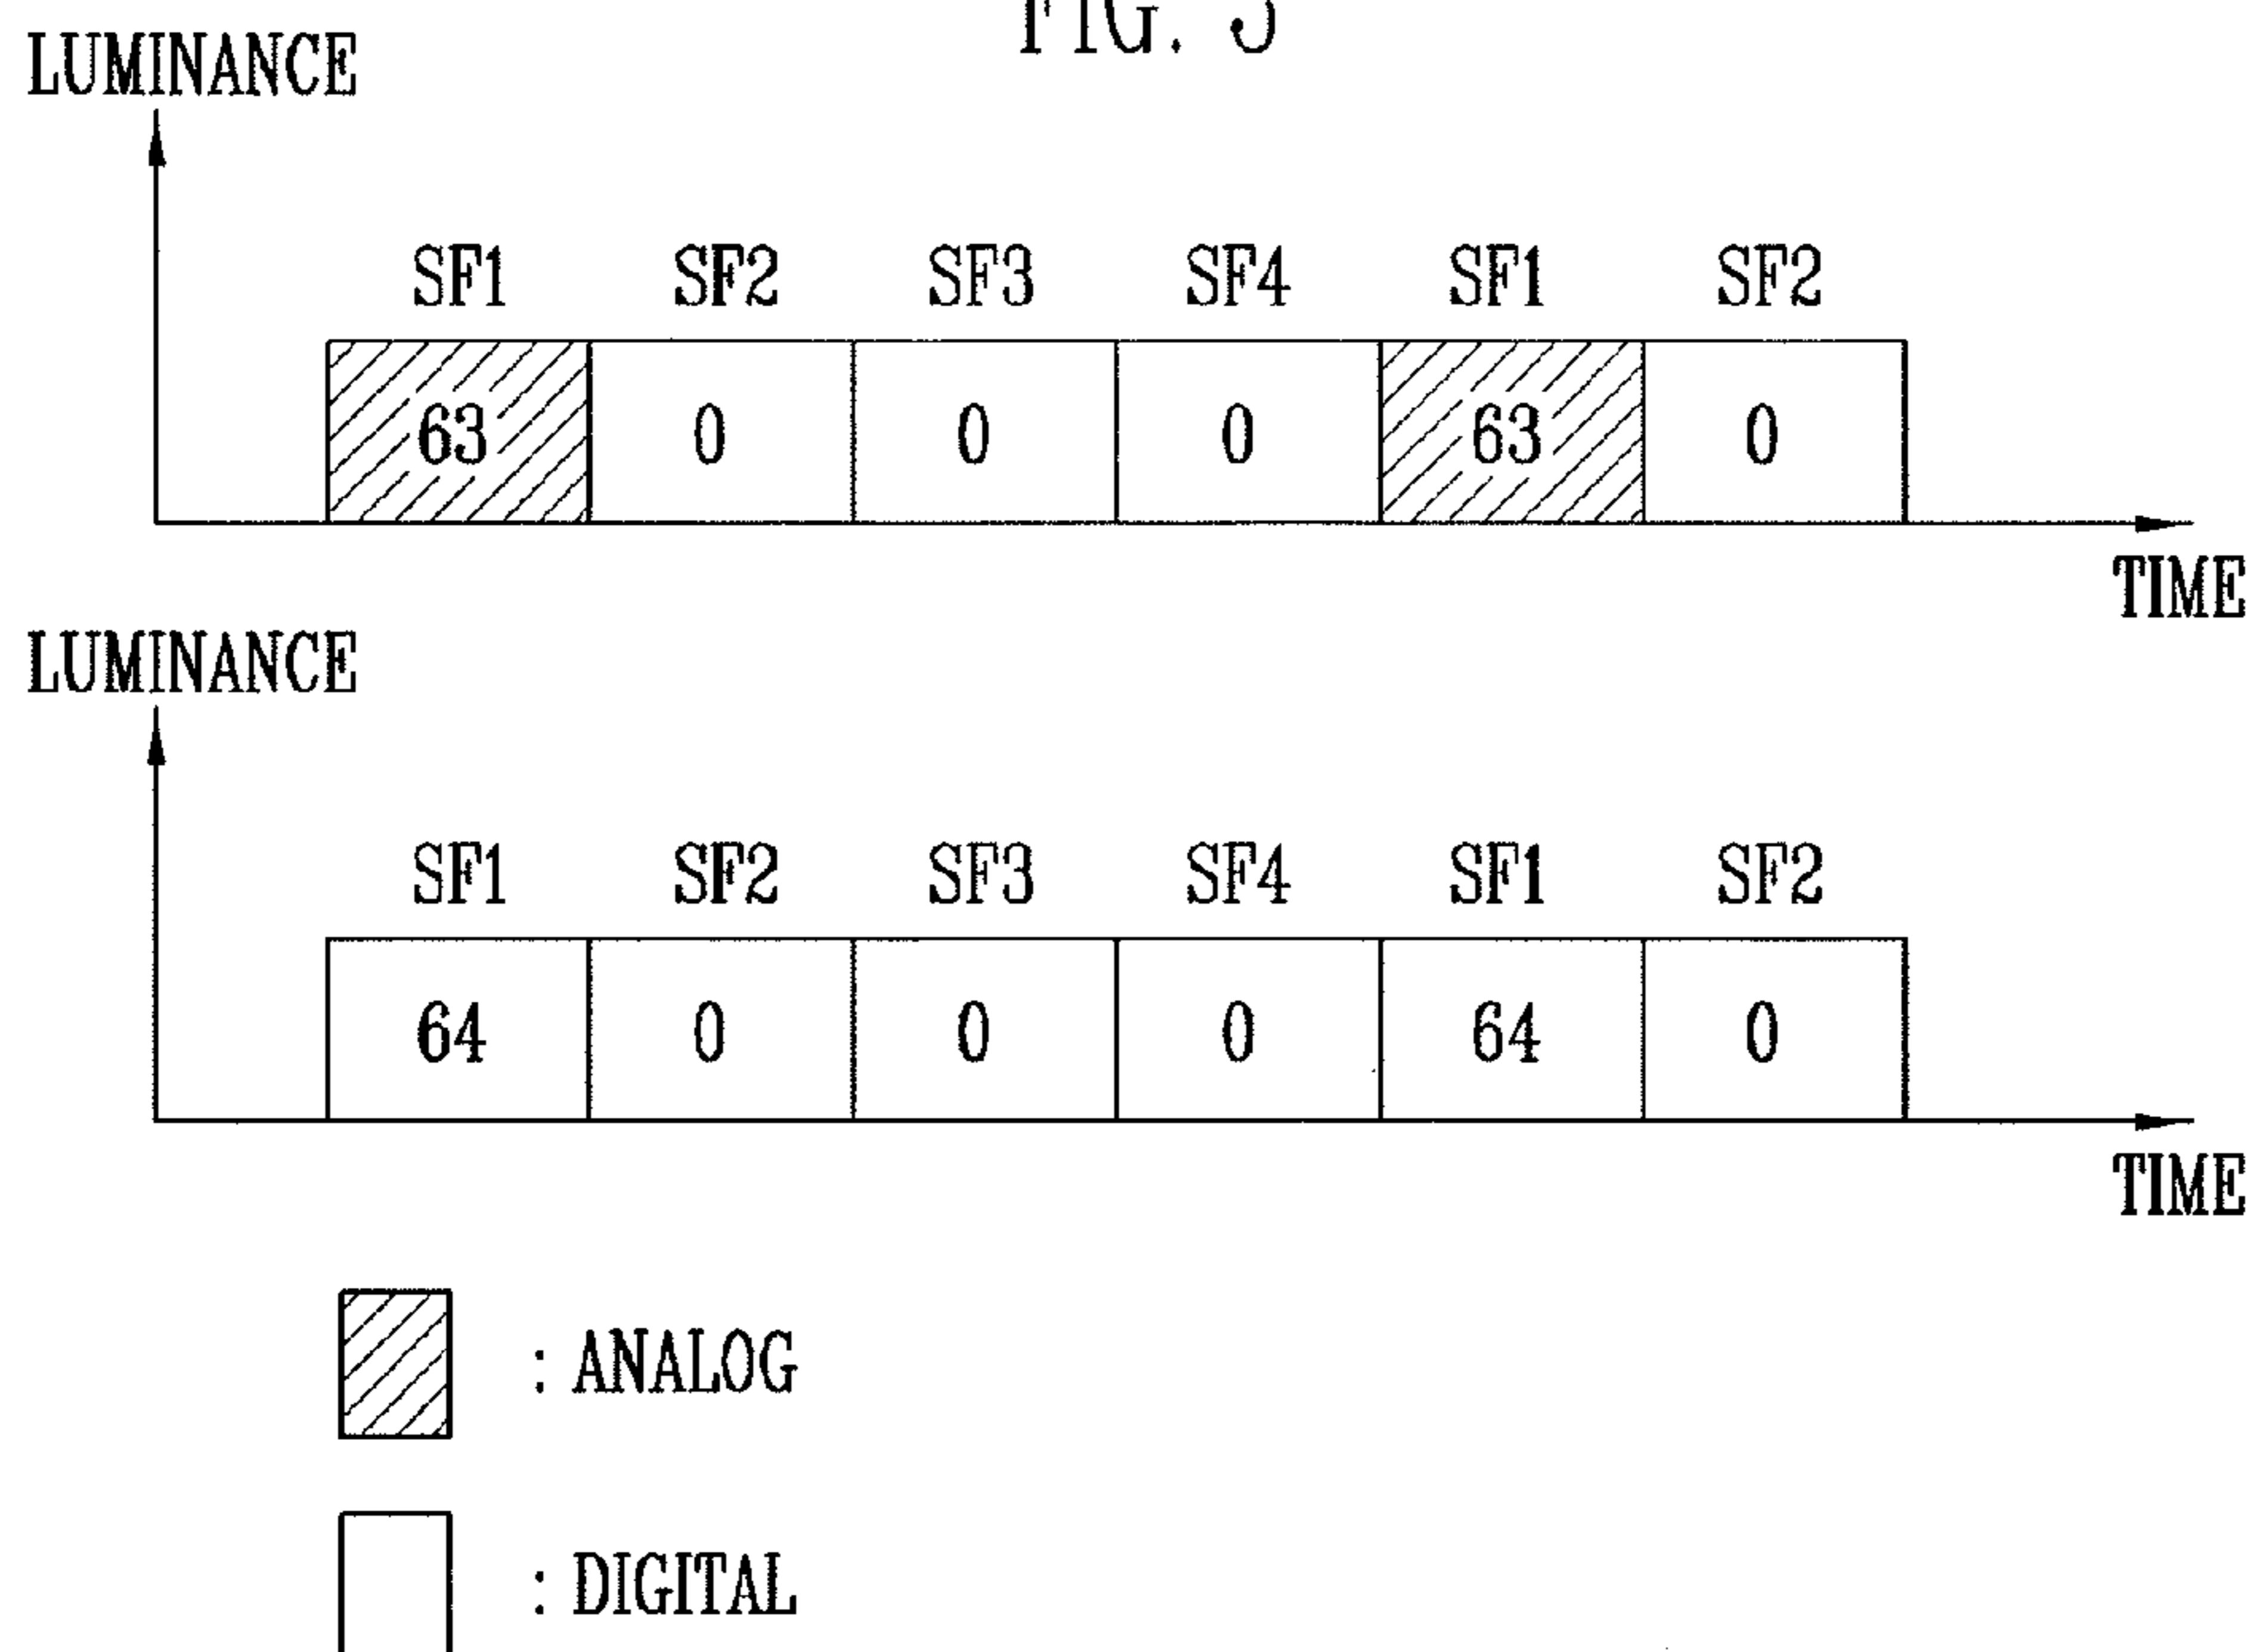 FIG.
LUMINANCE
SF1 SF2 SF3 SF4 SF1 SF2
63 0 0 0 63 0
TIME
LUMINANCE
SF1 SF2 SF3 SF4 SF1 SF2
64 0 0 0 64 0
TIME
: ANALOG
: DIGITAL